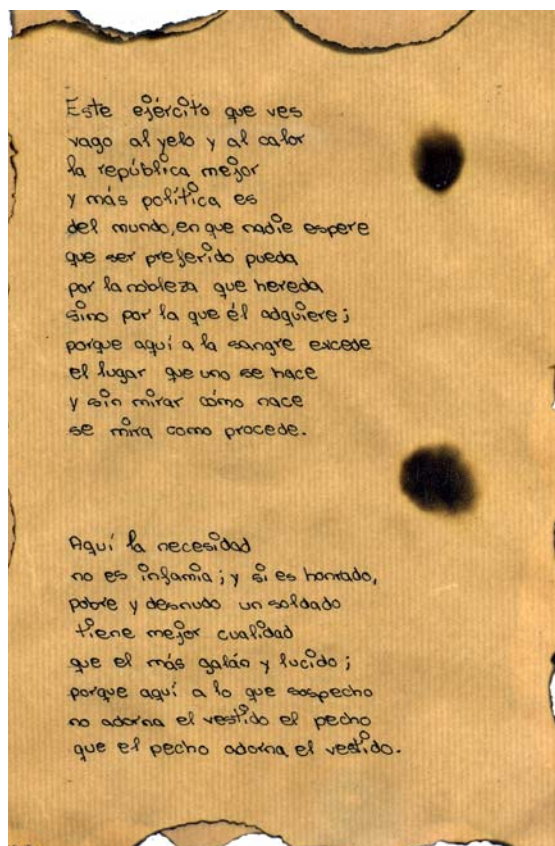 Este ejército que ves
vago al yelo y al calor
la república mejor
y más política es
del mundo, en que nadie espere
que ser preferido pueda
por la nobleza que hereda
sino por la que él adquiere;
porque aquí a la sangre excede
el lugar que uno se hace
y sin mirar cómo nace
se mira como procede.
Aquí la necesidad
no es infamia; y si es honrado,
pobre y desnudo un soldado
tiene mejor cualidad
que el más galán y lucido;
porque aquí a lo que sospecho
no adorna el vestido el pecho
que el pecho adorna el vestido.